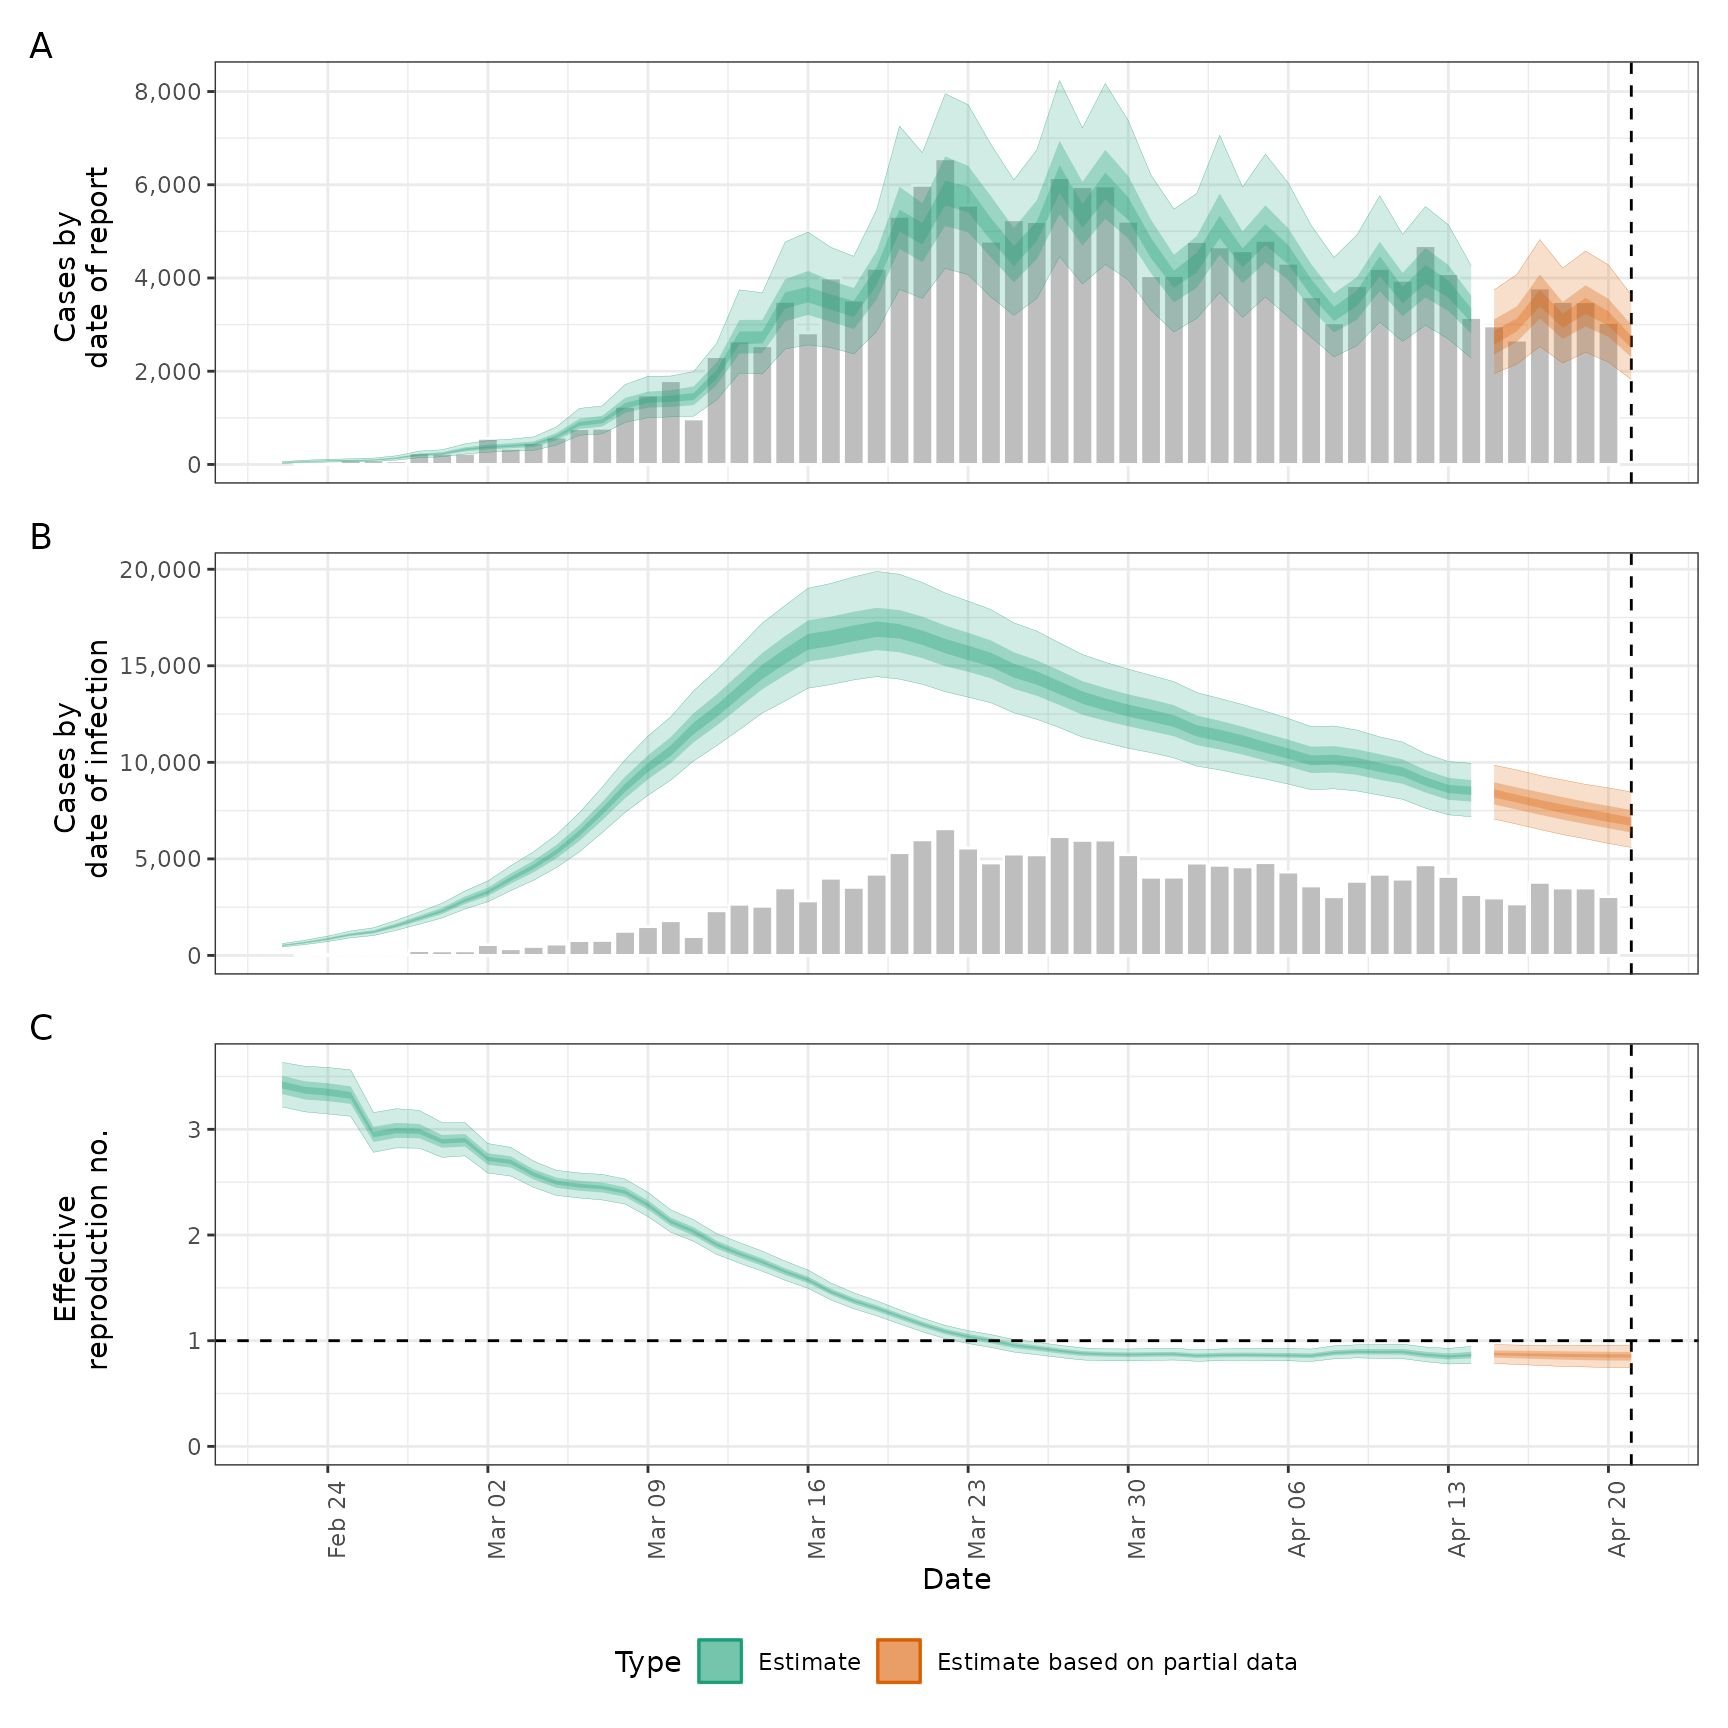 A
8,000
6,000
4,000
2,000
0
Cases by
date of report
B
20,000
15,000
10,000
5,000
0
Cases by
date of infection
C
3
2
1
0
Effective
reproduction no.
Feb 24
Mar 02
Mar 09
Mar 16
Mar 23
Mar 30
Apr 06
Apr 13
Apr 20
Date
Type
Estimate
Estimate based on partial data